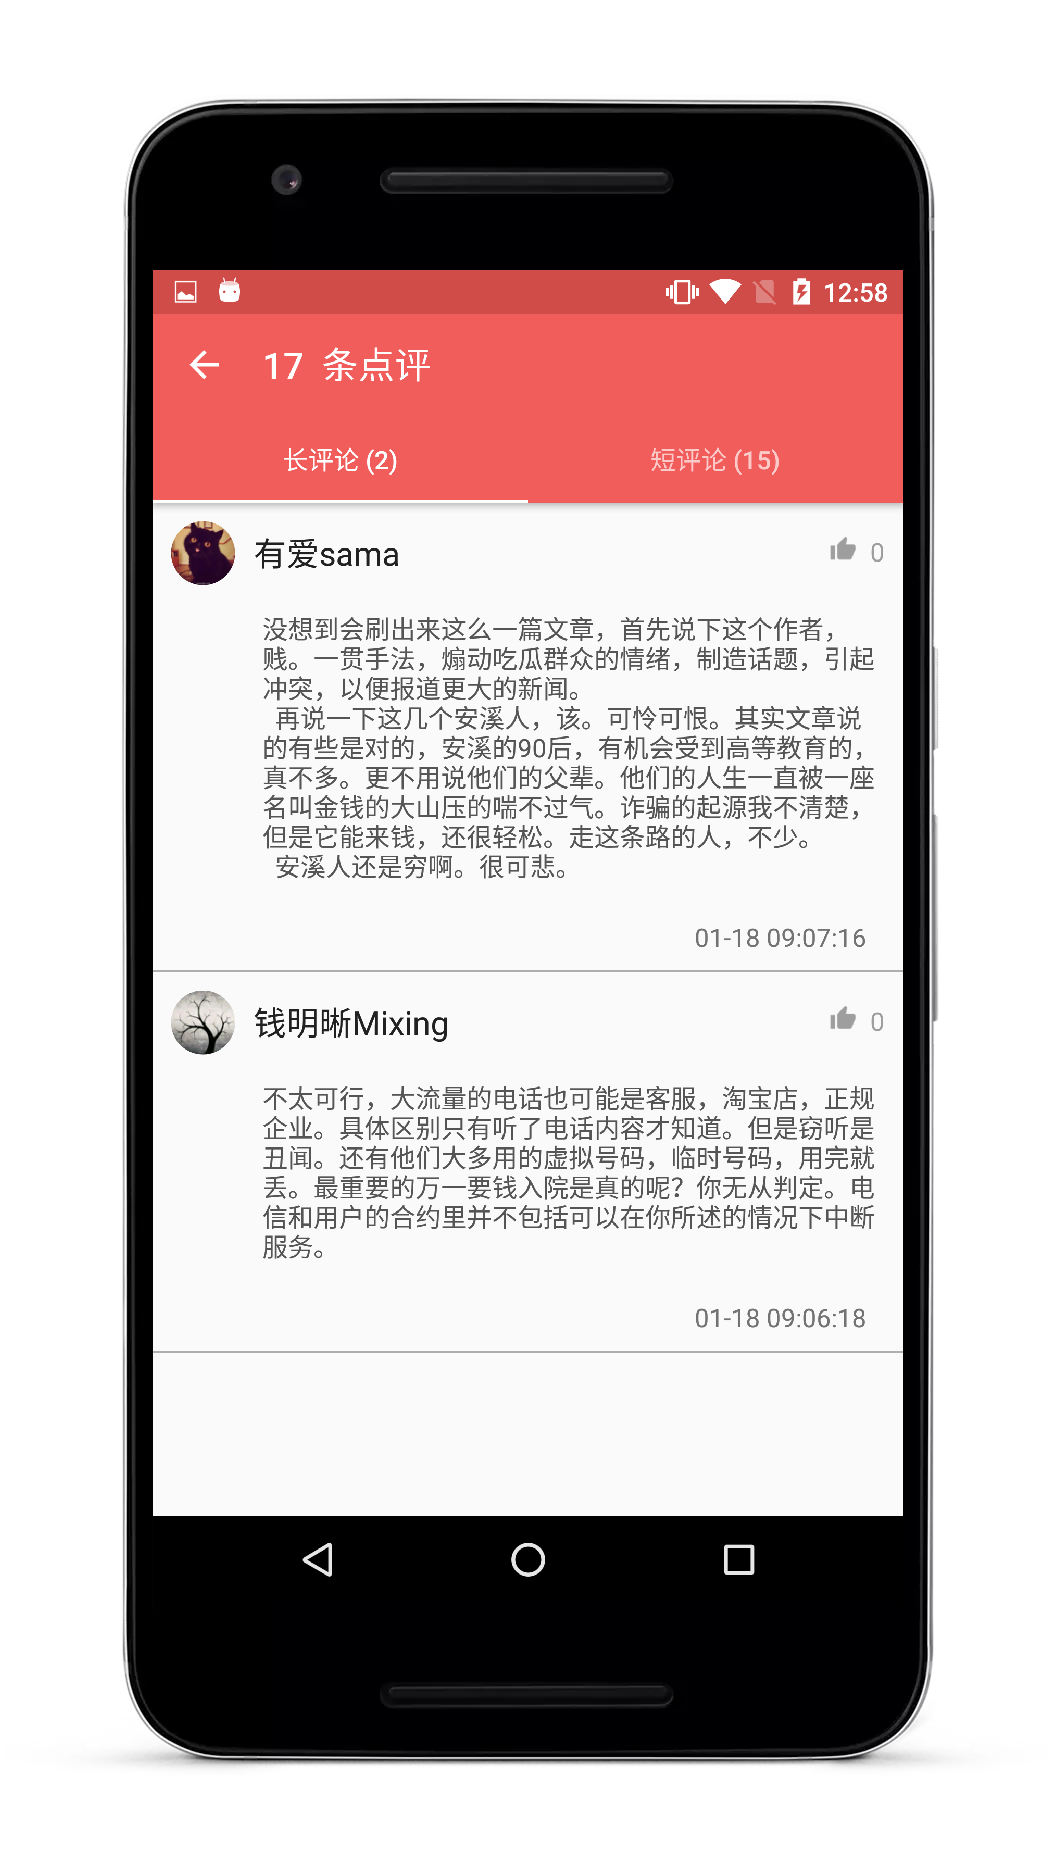 12:58
17 条点评
长评论 (2)
短评论 (15)
有爱sama
0
没想到会刷出来这么一篇文章，首先说下这个作者，
贱。一贯手法，煽动吃瓜群众的情绪，制造话题，引起
冲突，以便报道更大的新闻。
再说一下这几个安溪人，该。可怜可恨。其实文章说
的有些是对的，安溪的90后，有机会受到高等教育的，
真不多。更不用说他们的父辈。他们的人生一直被一座
名叫金钱的大山压的喘不过气。诈骗的起源我不清楚，
但是它能来钱，还很轻松。走这条路的人，不少。
安溪人还是穷啊。很可悲。
01-18 09:07:16
钱明晰Mixing
0
不太可行，大流量的电话也可能是客服，淘宝店，正规
企业。具体区别只有听了电话内容才知道。但是窃听是
丑闻。还有他们大多用的虚拟号码，临时号码，用完就
丢。最重要的万一要钱入院是真的呢？你无从判定。电
信和用户的合约里并不包括可以在你所述的情况下中断
服务。
01-18 09:06:18